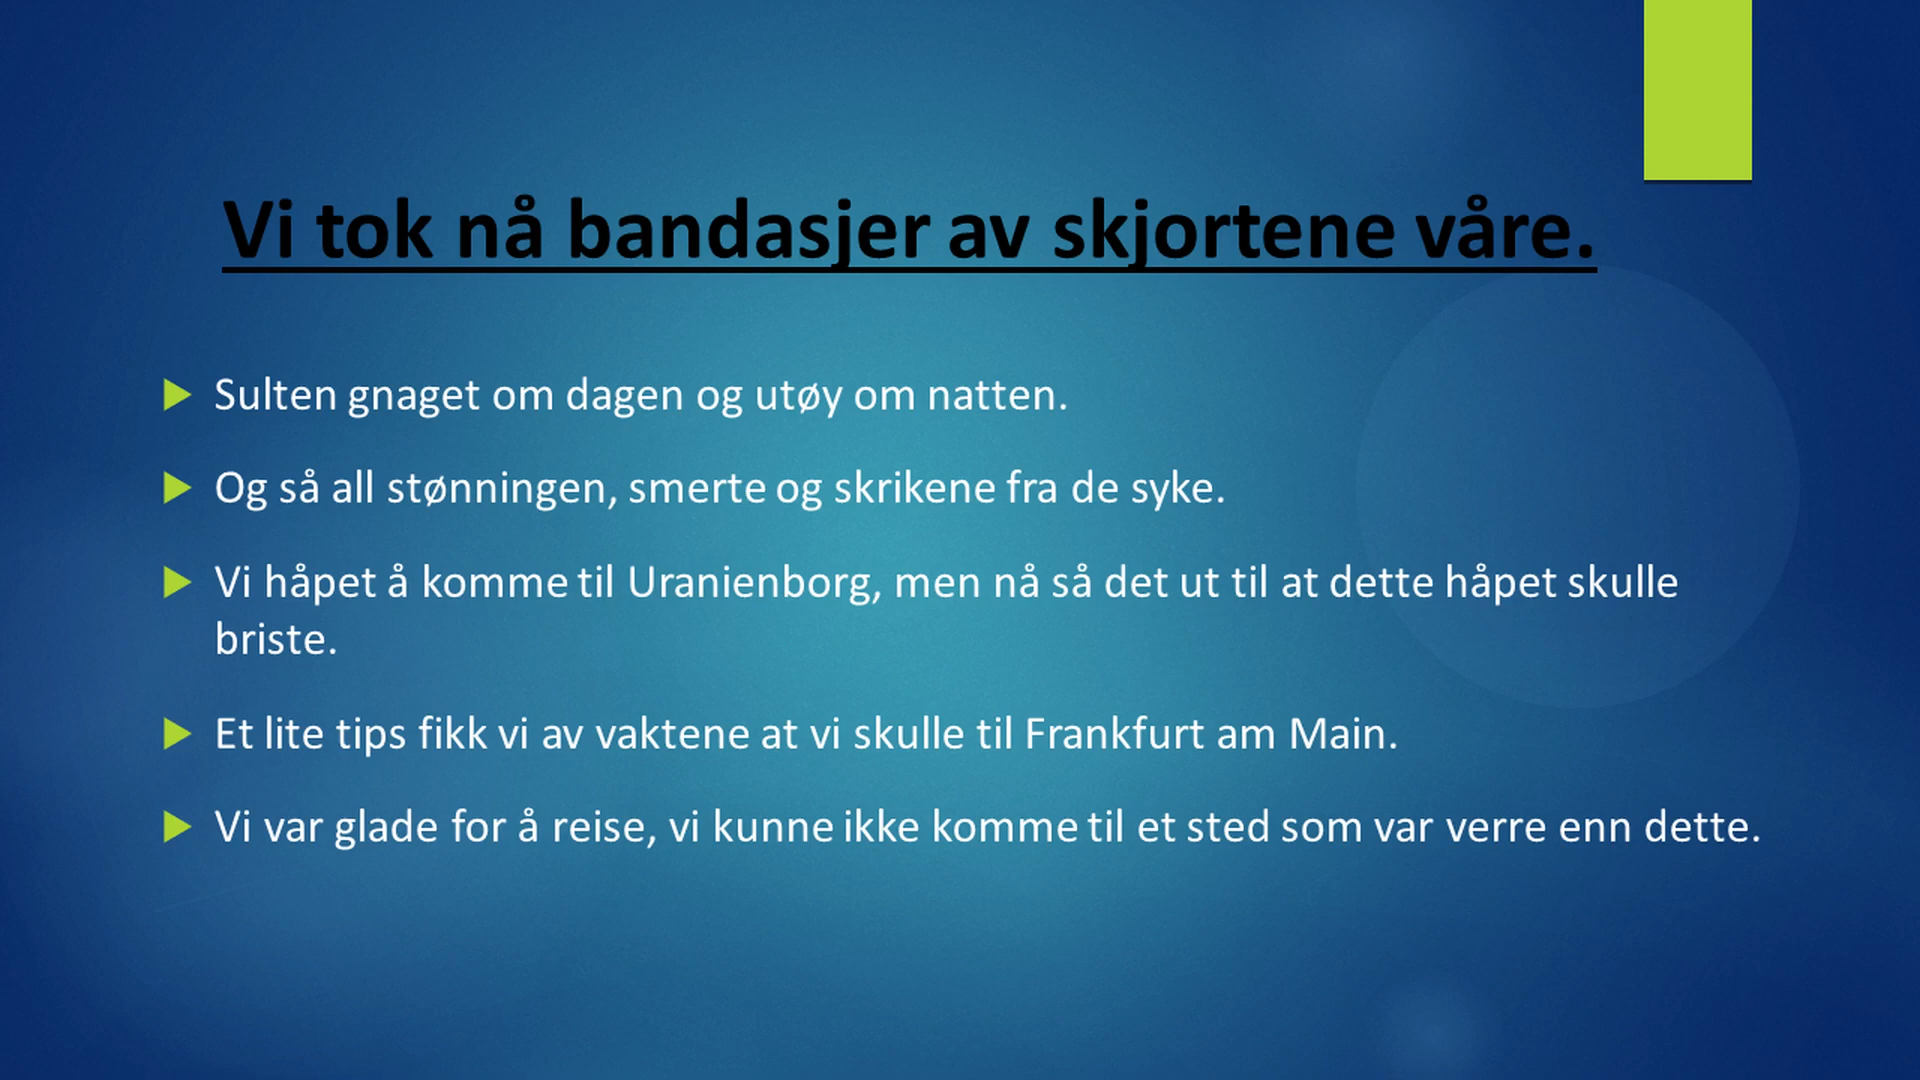 Vi tok nå bandasjer av skjortene våre.
Sulten gnaget om dagen og utøy om natten.
Og så all stønningen, smerte og skrikene fra de syke.
Vi håpet å komme til Uranienborg, men nå så det ut til at dette håpet skulle
briste.
Et lite tips fikk vi av vaktene at vi skulle til Frankfurt am Main.
Vi var glade for å reise, vi kunne ikke komme til et sted som var verre enn dette.